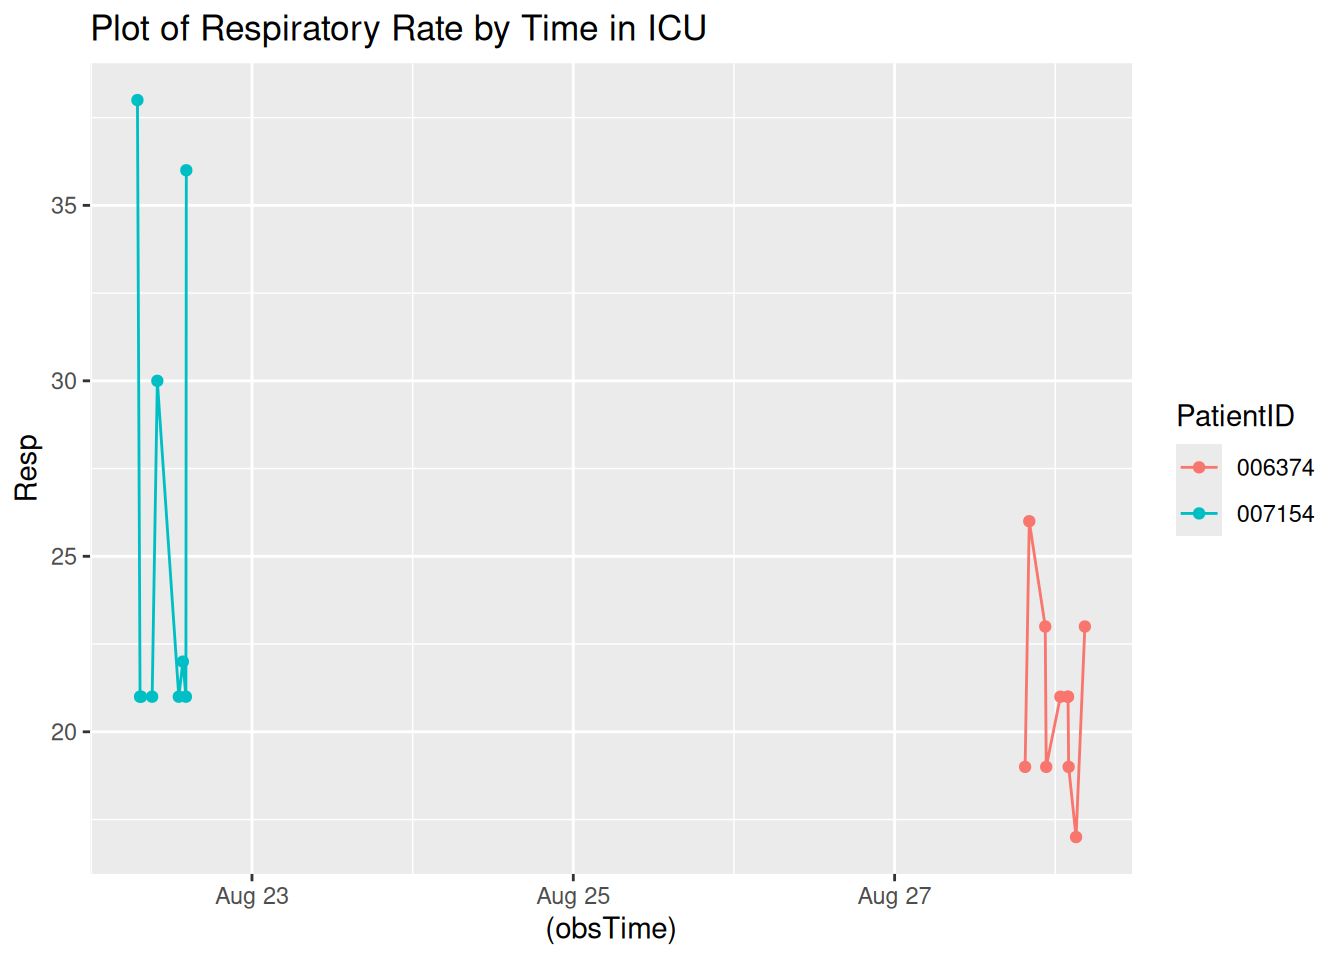 Plot of Respiratory Rate by Time in ICU
35
30
25
20
Resp
Aug 23
Aug 25
Aug 27
(obsTime)
PatientID
006374
007154